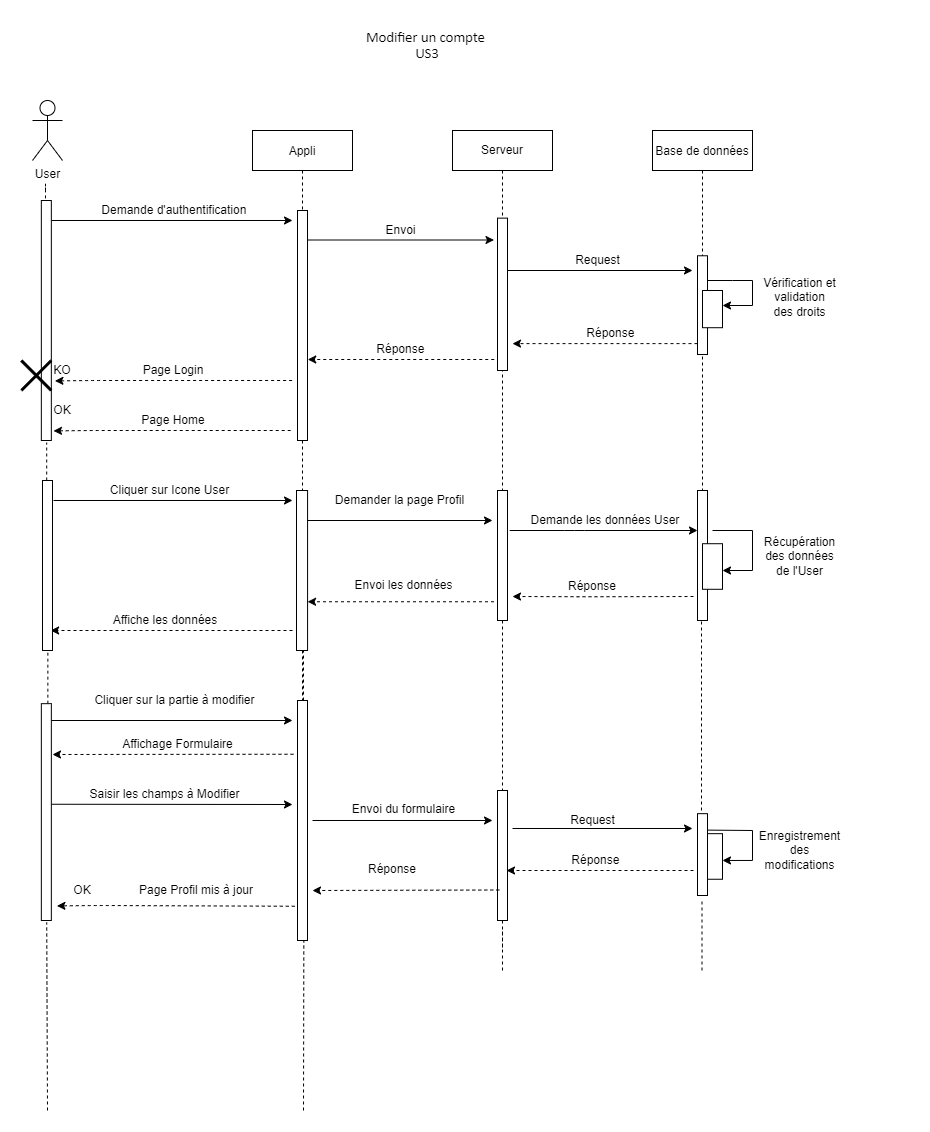 Modifier un compte
US3
User
Appli
Serveur
Base de données
Demande d'authentification
Envoi
Request
Vérification et
validation
des droits
Réponse
Réponse
KO
Page Login
OK
Page Home
Cliquer sur Icone User
Demander la page Profil
Demande les données User
Récupération
des données
de l'User
Envoi les données
Réponse
Affiche les données
Cliquer sur la partie à modifier
Affichage Formulaire
Saisir les champs à Modifier
Envoi du formulaire
Request
Enregistrement
des
modifications
Réponse
Réponse
OK
Page Profil mis à jour